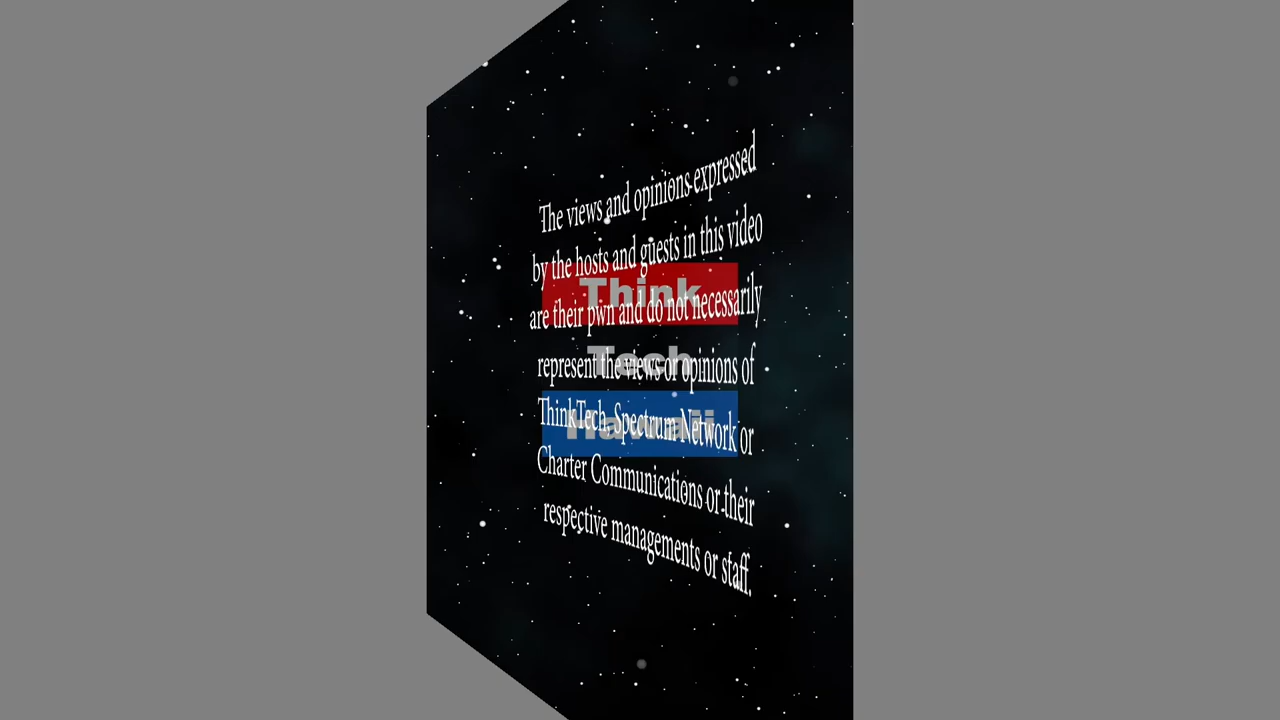 The views and opinions expressed
by the hosts and guests in this video
Think
are their pwn and do not necessarily
Tech
represent the views or opinions of
ThinkTech, Spectrum Network or
Hawaii
Charter Communications or their
respective managements or staff.